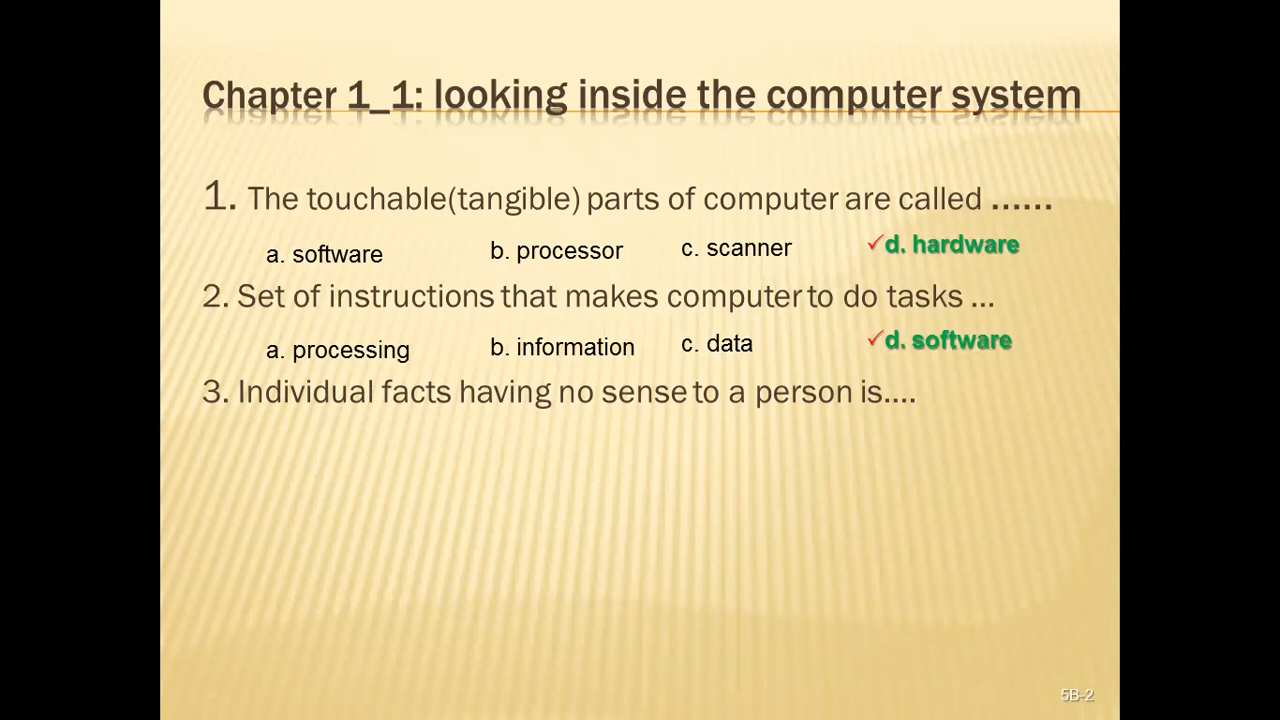 Chapter 1_1: looking inside the computer system
1. The touchable(tangible) parts of computer are called ......
a. software b. processor c. scanner ✓d. hardware
2. Set of instructions that makes computer to do tasks ...
a. processing b. information c. data ✓d. software
3. Individual facts having no sense to a person is....
5B-2